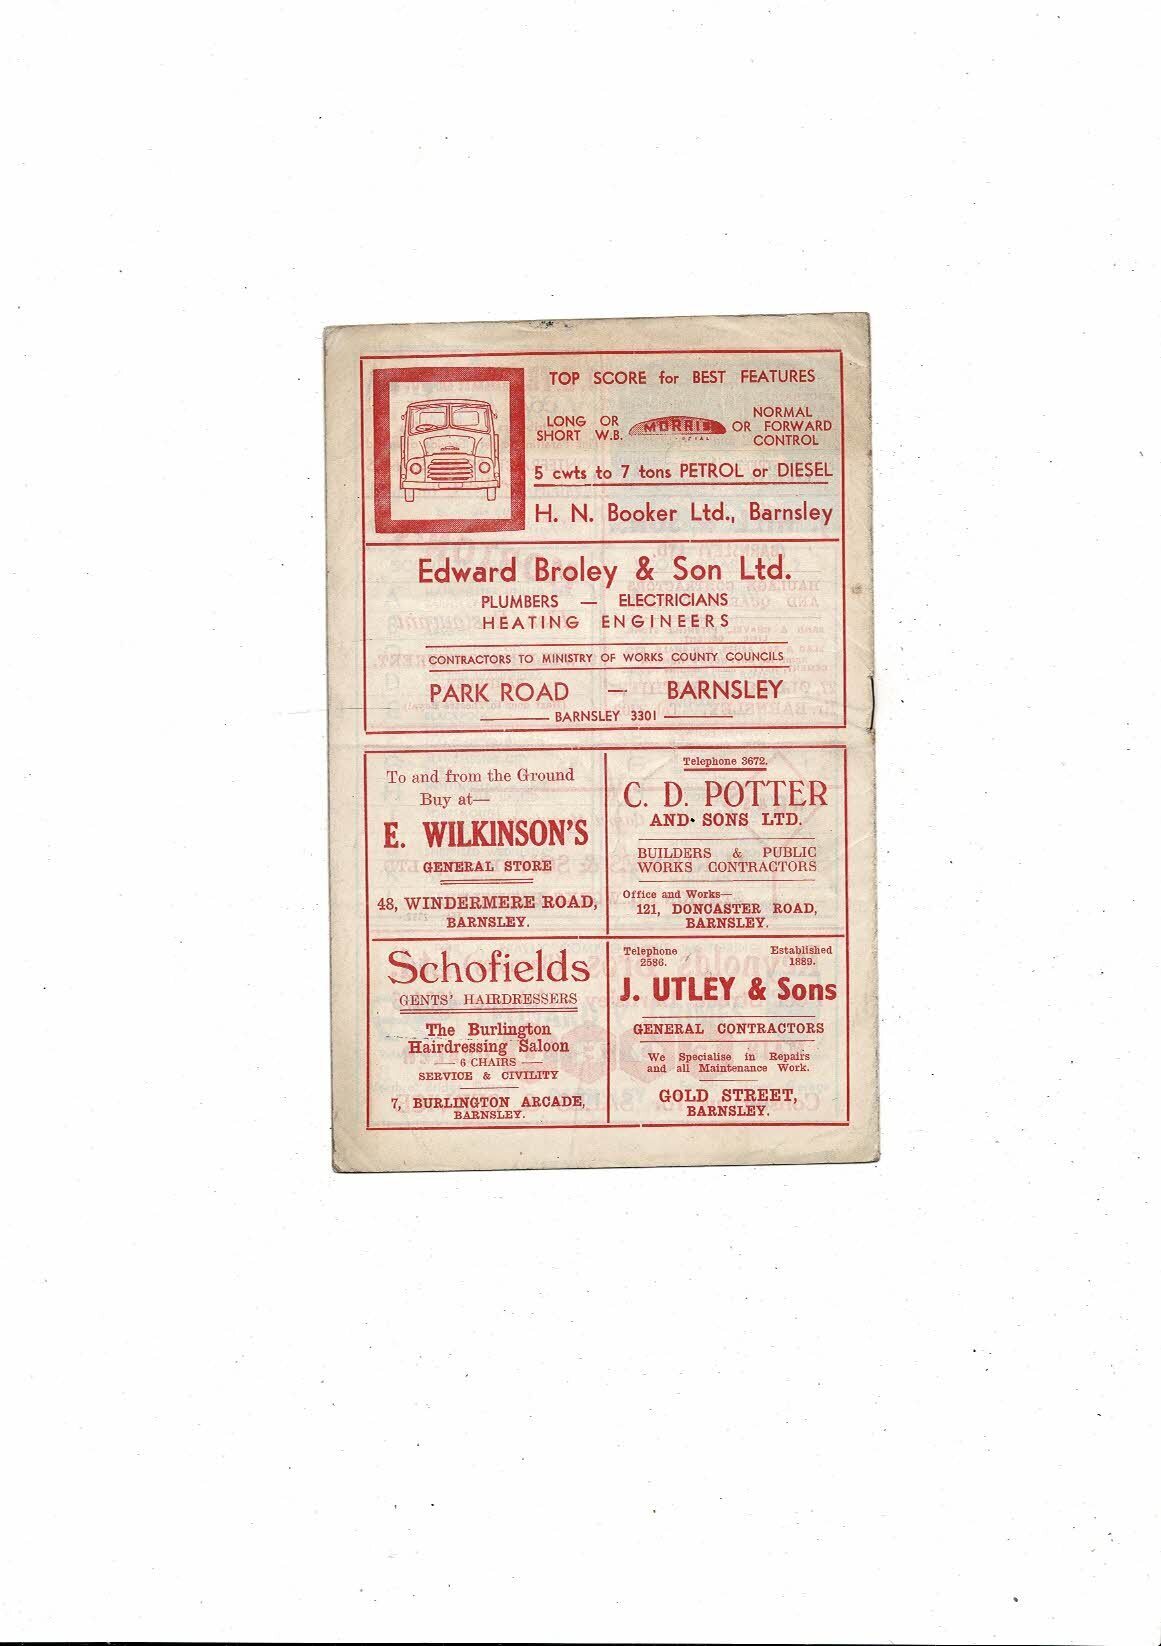 TOP SCORE for BEST FEATURES
LONG OR
SHORT W.B.
MORRIS
NORMAL
OR FORWARD
CONTROL
5 cwts to 7 tons PETROL or DIESEL
H. N. Booker Ltd., Barnsley
Edward Broley & Son Ltd.
PLUMBERS — ELECTRICIANS
HEATING ENGINEERS
CONTRACTORS TO MINISTRY OF WORKS COUNTY COUNCILS
PARK ROAD — BARNSLEY
BARNSLEY 3301
To and from the Ground
Buy at—
E. WILKINSON'S
GENERAL STORE
48, WINDERMERE ROAD,
BARNSLEY.
Telephone 3672.
C. D. POTTER
AND SONS LTD.
BUILDERS & PUBLIC
WORKS CONTRACTORS
Office and Works—
121, DONCASTER ROAD,
BARNSLEY.
Schofields
GENTS' HAIRDRESSERS
The Burlington
Hairdressing Saloon
— 6 CHAIRS —
SERVICE & CIVILITY
7, BURLINGTON ARCADE,
BARNSLEY.
Telephone
2586.
Established
1889.
J. UTLEY & Sons
GENERAL CONTRACTORS
We Specialise in Repairs
and all Maintenance Work.
GOLD STREET,
BARNSLEY.